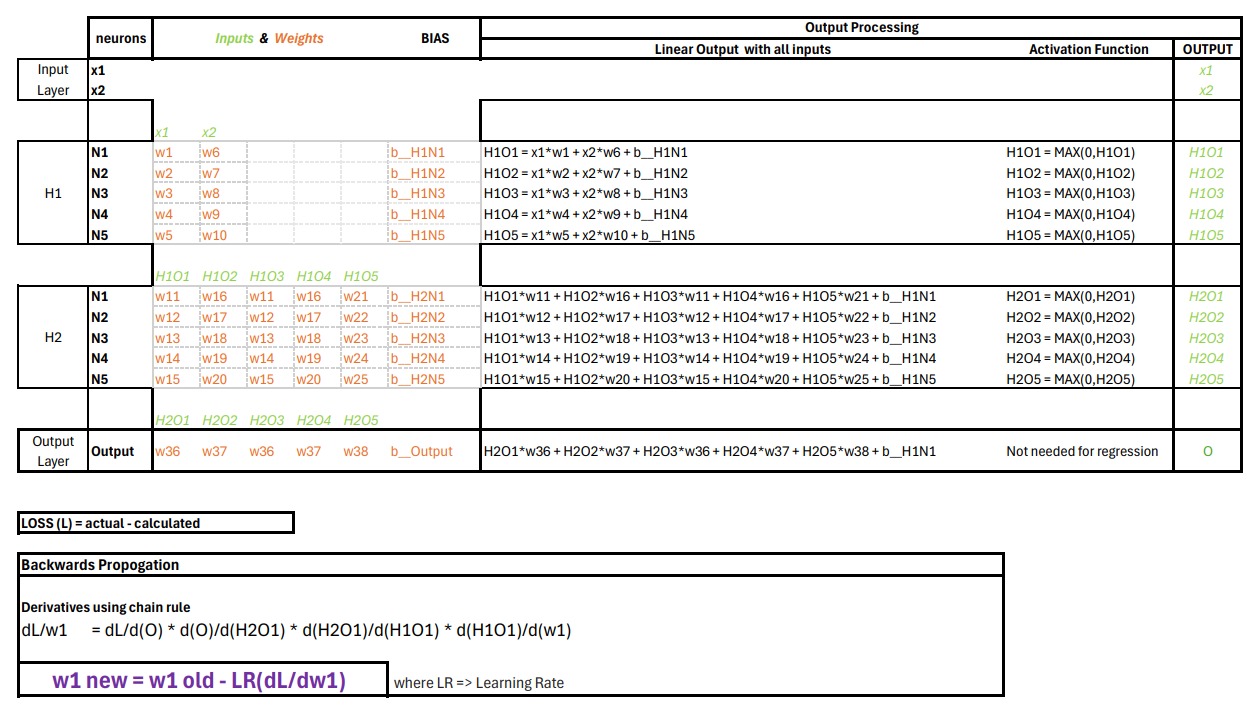 Output Processing
neurons Inputs & Weights BIAS
Linear Output with all inputs Activation Function OUTPUT
Input Layer
x1 x1
x2 x2
x1 x2
H1
N1 w1 w6 b__H1N1 H1O1 = x1*w1 + x2*w6 + b__H1N1 H1O1 = MAX(0,H1O1) H1O1
N2 w2 w7 b__H1N2 H1O2 = x1*w2 + x2*w7 + b__H1N2 H1O2 = MAX(0,H1O2) H1O2
N3 w3 w8 b__H1N3 H1O3 = x1*w3 + x2*w8 + b__H1N3 H1O3 = MAX(0,H1O3) H1O3
N4 w4 w9 b__H1N4 H1O4 = x1*w4 + x2*w9 + b__H1N4 H1O4 = MAX(0,H1O4) H1O4
N5 w5 w10 b__H1N5 H1O5 = x1*w5 + x2*w10 + b__H1N5 H1O5 = MAX(0,H1O5) H1O5
H1O1 H1O2 H1O3 H1O4 H1O5
H2
N1 w11 w16 w11 w16 w21 b__H2N1 H1O1*w11 + H1O2*w16 + H1O3*w11 + H1O4*w16 + H1O5*w21 + b__H1N1 H2O1 = MAX(0,H2O1) H2O1
N2 w12 w17 w12 w17 w22 b__H2N2 H1O1*w12 + H1O2*w17 + H1O3*w12 + H1O4*w17 + H1O5*w22 + b__H1N2 H2O2 = MAX(0,H2O2) H2O2
N3 w13 w18 w13 w18 w23 b__H2N3 H1O1*w13 + H1O2*w18 + H1O3*w13 + H1O4*w18 + H1O5*w23 + b__H1N3 H2O3 = MAX(0,H2O3) H2O3
N4 w14 w19 w14 w19 w24 b__H2N4 H1O1*w14 + H1O2*w19 + H1O3*w14 + H1O4*w19 + H1O5*w24 + b__H1N4 H2O4 = MAX(0,H2O4) H2O4
N5 w15 w20 w15 w20 w25 b__H2N5 H1O1*w15 + H1O2*w20 + H1O3*w15 + H1O4*w20 + H1O5*w25 + b__H1N5 H2O5 = MAX(0,H2O5) H2O5
H2O1 H2O2 H2O3 H2O4 H2O5
Output Layer
Output w36 w37 w36 w37 w38 b__Output H2O1*w36 + H2O2*w37 + H2O3*w36 + H2O4*w37 + H2O5*w38 + b__H1N1 Not needed for regression O
LOSS (L) = actual - calculated
Backwards Propogation
Derivatives using chain rule
dL/w1 = dL/d(O) * d(O)/d(H2O1) * d(H2O1)/d(H1O1) * d(H1O1)/d(w1)
w1 new = w1 old - LR(dL/dw1) where LR => Learning Rate